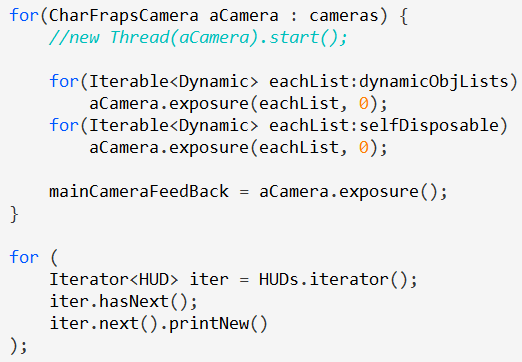 for(CharFrapsCamera aCamera : cameras) {
    //new Thread(aCamera).start();

    for(Iterable<Dynamic> eachList:dynamicObjLists)
        aCamera.exposure(eachList, 0);
    for(Iterable<Dynamic> eachList:selfDisposable)
        aCamera.exposure(eachList, 0);

    mainCameraFeedBack = aCamera.exposure();
}

for (
    Iterator<HUD> iter = HUDs.iterator();
    iter.hasNext();
    iter.next().printNew()
);